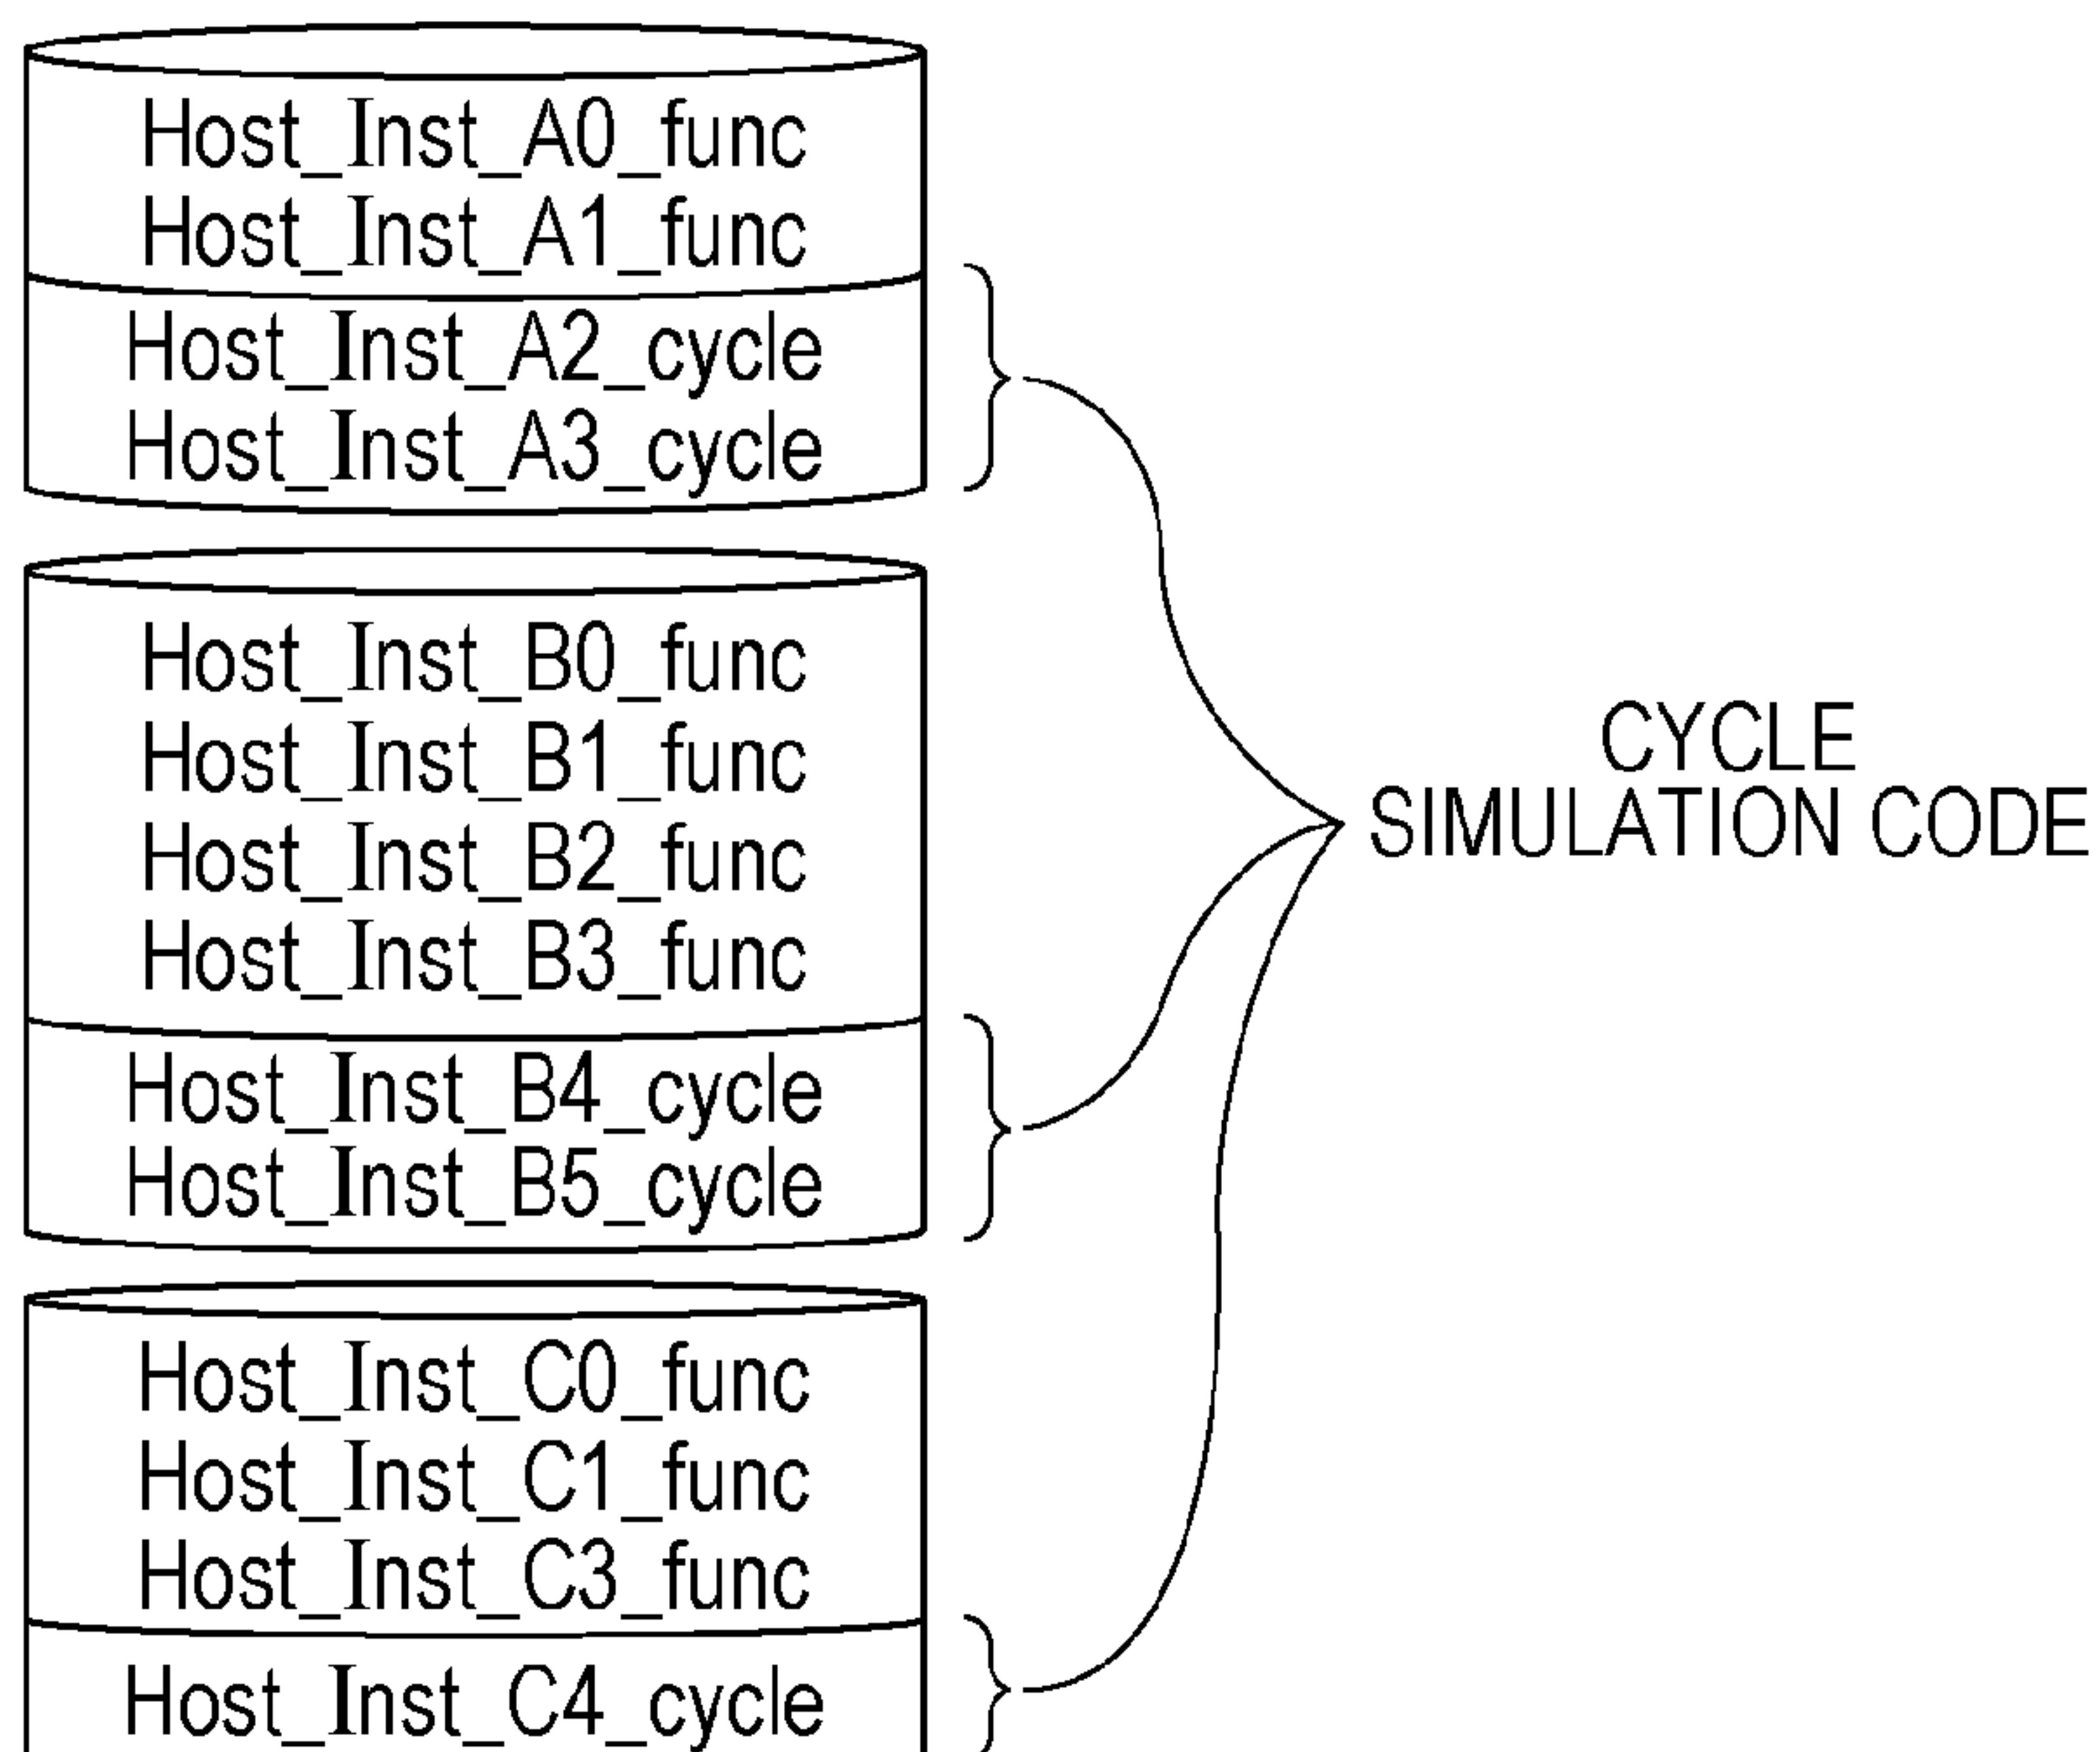 Host_Inst_A0_func
Host_Inst_A1_func
Host_Inst_A2_cycle
Host_Inst_A3_cycle
Host_Inst_B0_func
Host_Inst_B1_func
Host_Inst_B2_func
Host_Inst_B3_func
Host_Inst_B4_cycle
Host_Inst_B5_cycle
Host_Inst_C0_func
Host_Inst_C1_func
Host_Inst_C3_func
Host_Inst_C4_cycle
CYCLE
SIMULATION CODE